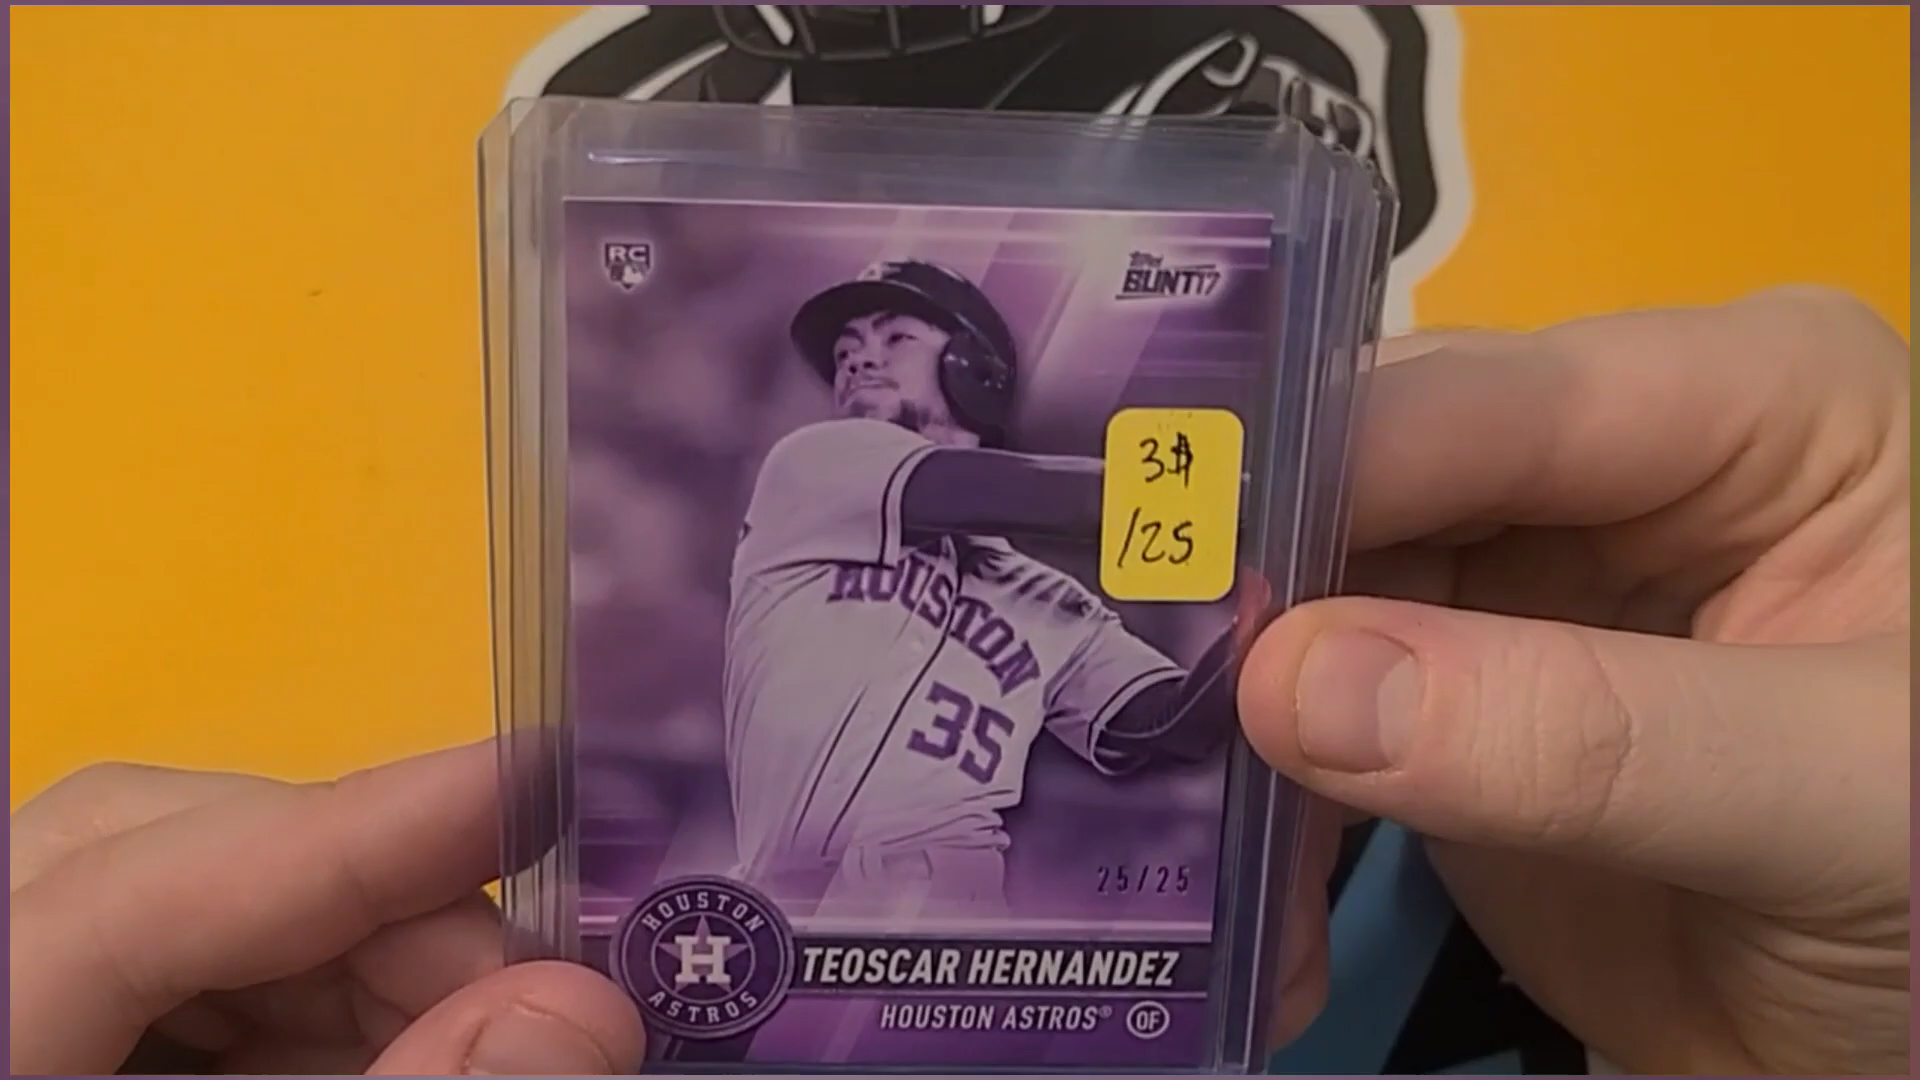 RC
Topps
BUNT17
3$
/25
HOUSTON
35
25/25
HOUSTON
H
ASTROS
TEOSCAR HERNANDEZ
HOUSTON ASTROS® OF